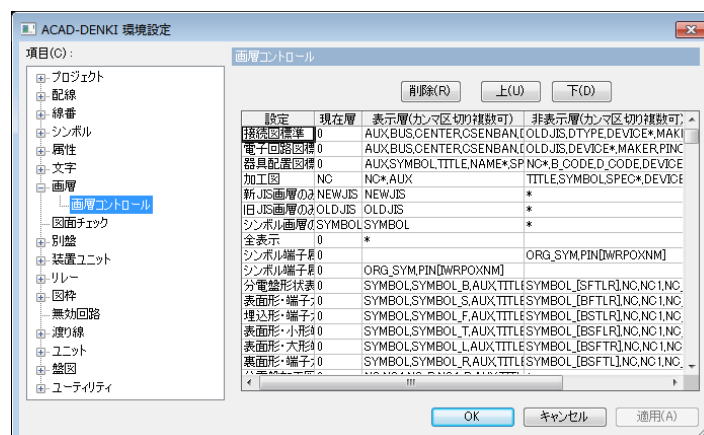 ACAD-DENKI 環境設定
項目(C):
画層コントロール
プロジェクト
配線
線番
シンボル
属性
文字
画層
画層コントロール
図面チェック
別盤
装置ユニット
リレー
図枠
無効回路
渡り線
ユニット
盤図
ユーティリティ
削除(R) 上(U) 下(D)
設定 現在層 表示層(カンマ区切り複数可) 非表示層(カンマ区切り複数可)
接続図標準 0 AUX,BUS,CENTER,CSENBAN, OLDJIS,DTYPE,DEVICE*,MAKI
電子回路図標 0 AUX,BUS,CENTER,CSENBAN, OLDJIS,DEVICE*,MAKER,PINC
器具配置図標 0 AUX,SYMBOL,TITLE,NAME*,SP NC*,B_CODE,D_CODE,DEVICE
加工図 NC NC*,AUX TITLE,SYMBOL,SPEC*,DEVICE
新JIS画層のみ NEWJIS NEWJIS *
旧JIS画層のみ OLDJIS OLDJIS *
シンボル画層の SYMBOL SYMBOL *
全表示 0 *
シンボル端子層 0 ORG_SYM,PIN[IWRPOXNM]
シンボル端子層 0 ORG_SYM,PIN[IWRPOXNM]
分電盤形状表 0 SYMBOL,SYMBOL_B,AUX,TITLE SYMBOL_[SFTLR],NC,NC1,NC_
表面形・端子 0 SYMBOL,SYMBOL_S,AUX,TITLE SYMBOL_[BFTLR],NC,NC1,NC_
埋込形・端子 0 SYMBOL,SYMBOL_F,AUX,TITLE SYMBOL_[BSTLR],NC,NC1,NC_
表面形・小形 0 SYMBOL,SYMBOL_T,AUX,TITLE SYMBOL_[BSFLR],NC,NC1,NC_
表面形・大形 0 SYMBOL,SYMBOL_L,AUX,TITLE SYMBOL_[BSFTR],NC,NC1,NC_
裏面形・端子 0 SYMBOL,SYMBOL_R,AUX,TITLE SYMBOL_[BSFTL],NC,NC1,NC_
OK キャンセル 適用(A)